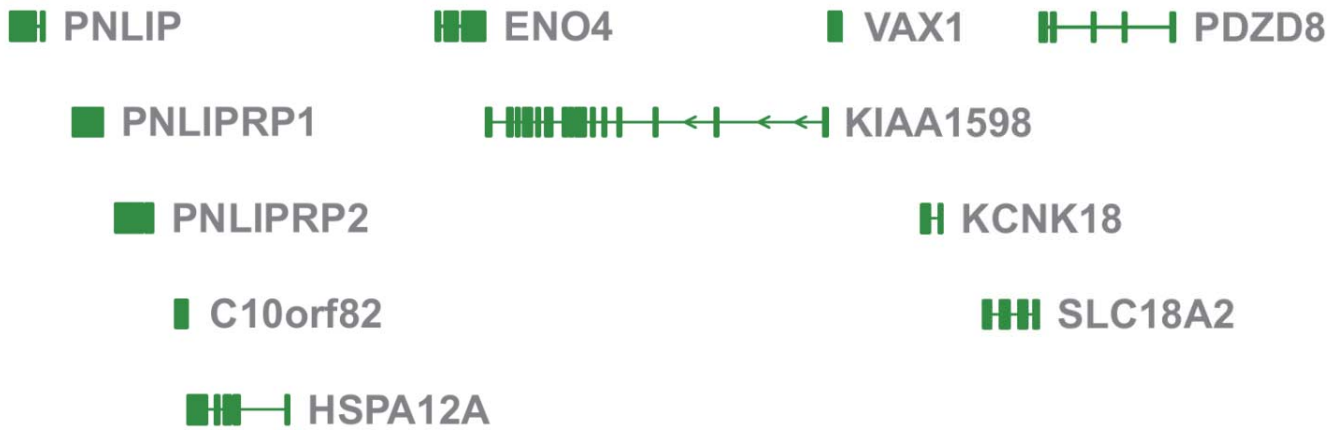 PNLIP ENO4 VAX1 PDZD8
PNLIPRP1 KIAA1598
PNLIPRP2 KCNK18
C10orf82 SLC18A2
HSPA12A